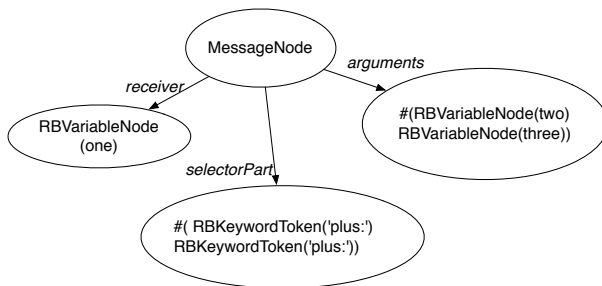 MessageNode
receiver
arguments
RBVariableNode
(one)
#(RBVariableNode(two)
RBVariableNode(three))
selectorPart
#( RBKeywordToken('plus:')
RBKeywordToken('plus:'))